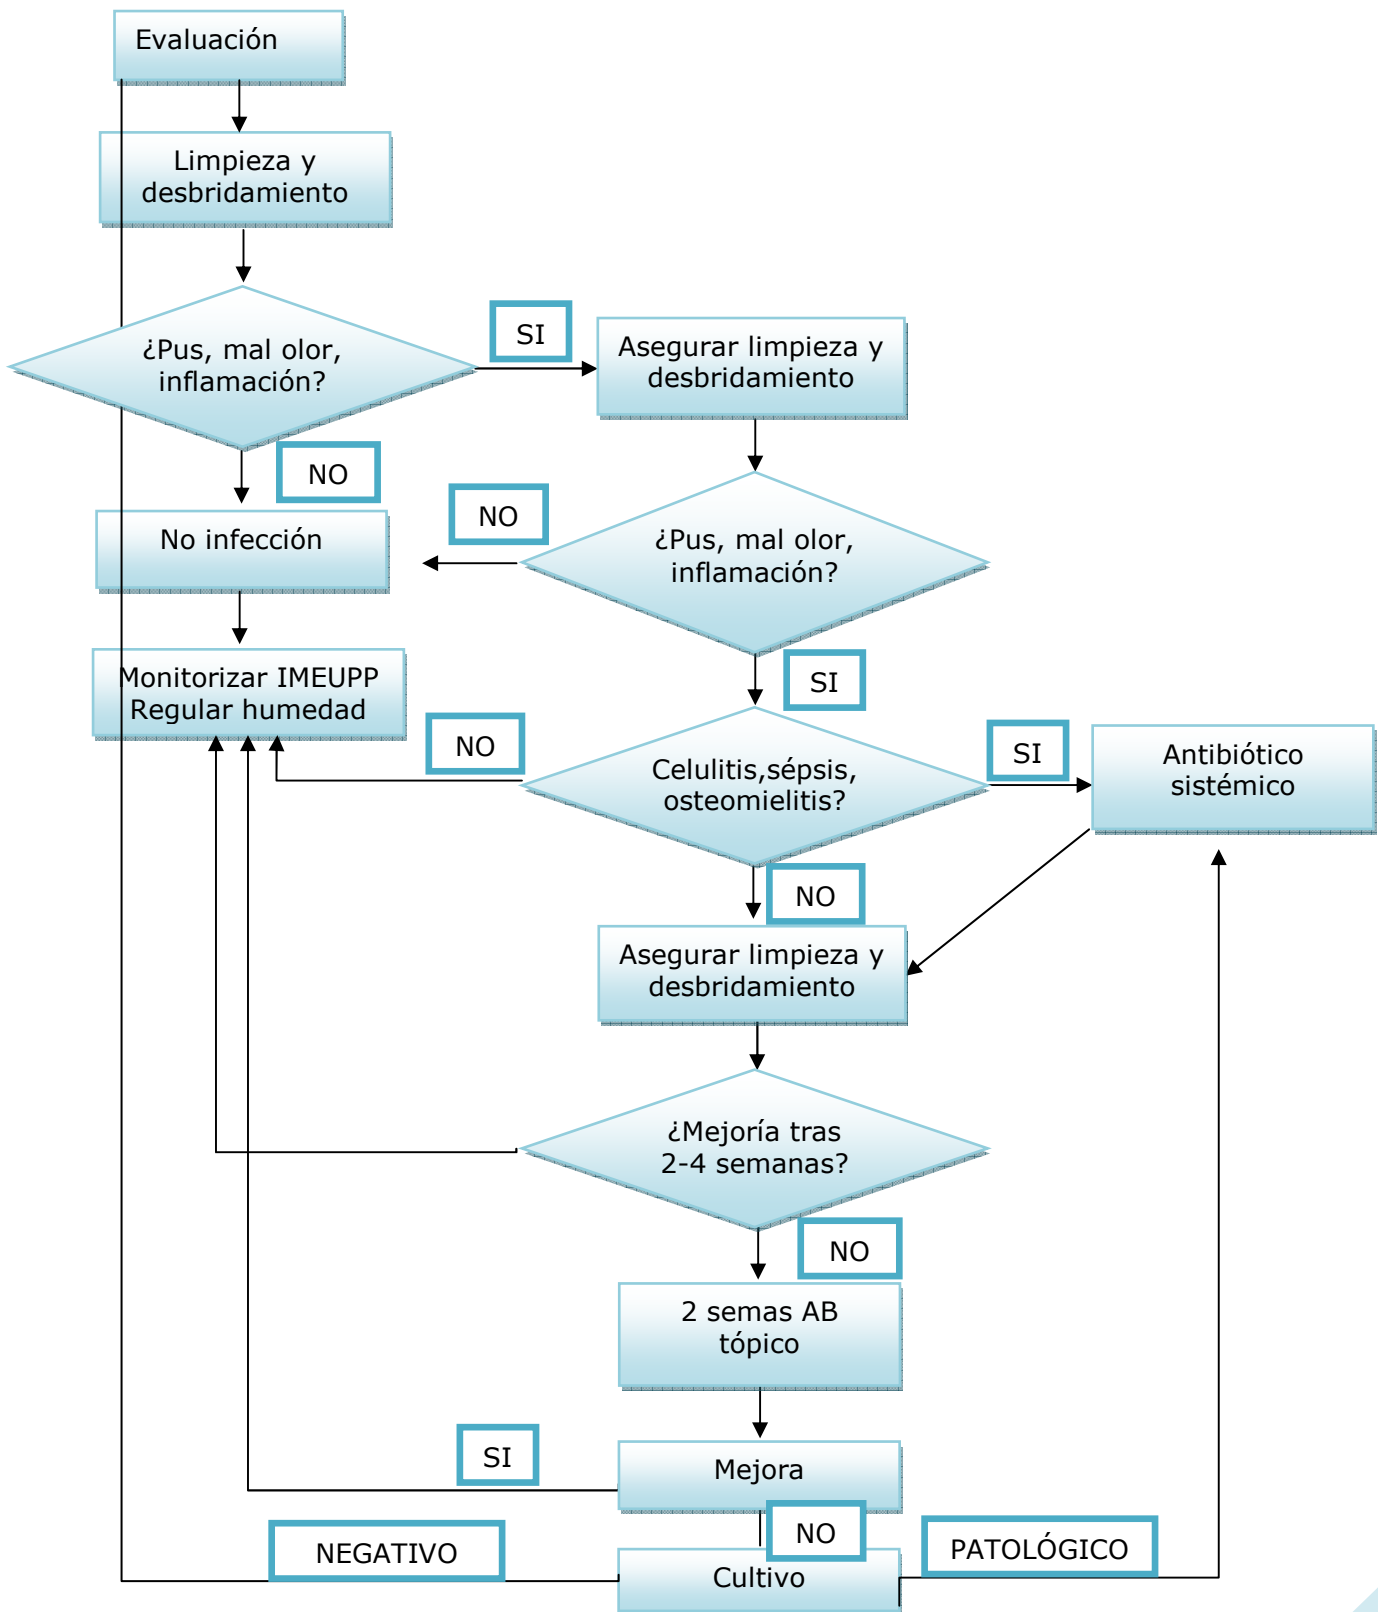 Evaluación
Limpieza y
desbridamiento
¿Pus, mal olor,
inflamación?
SI
Asegurar limpieza y
desbridamiento
NO
No infección
NO
¿Pus, mal olor,
inflamación?
SI
Monitorizar IMEUPP
Regular humedad
NO
Celulitis,sépsis,
osteomielitis?
SI
Antibiótico
sistémico
NO
Asegurar limpieza y
desbridamiento
¿Mejoría tras
2-4 semanas?
NO
2 semas AB
tópico
SI
Mejora
NO
NEGATIVO
Cultivo
PATOLÓGICO